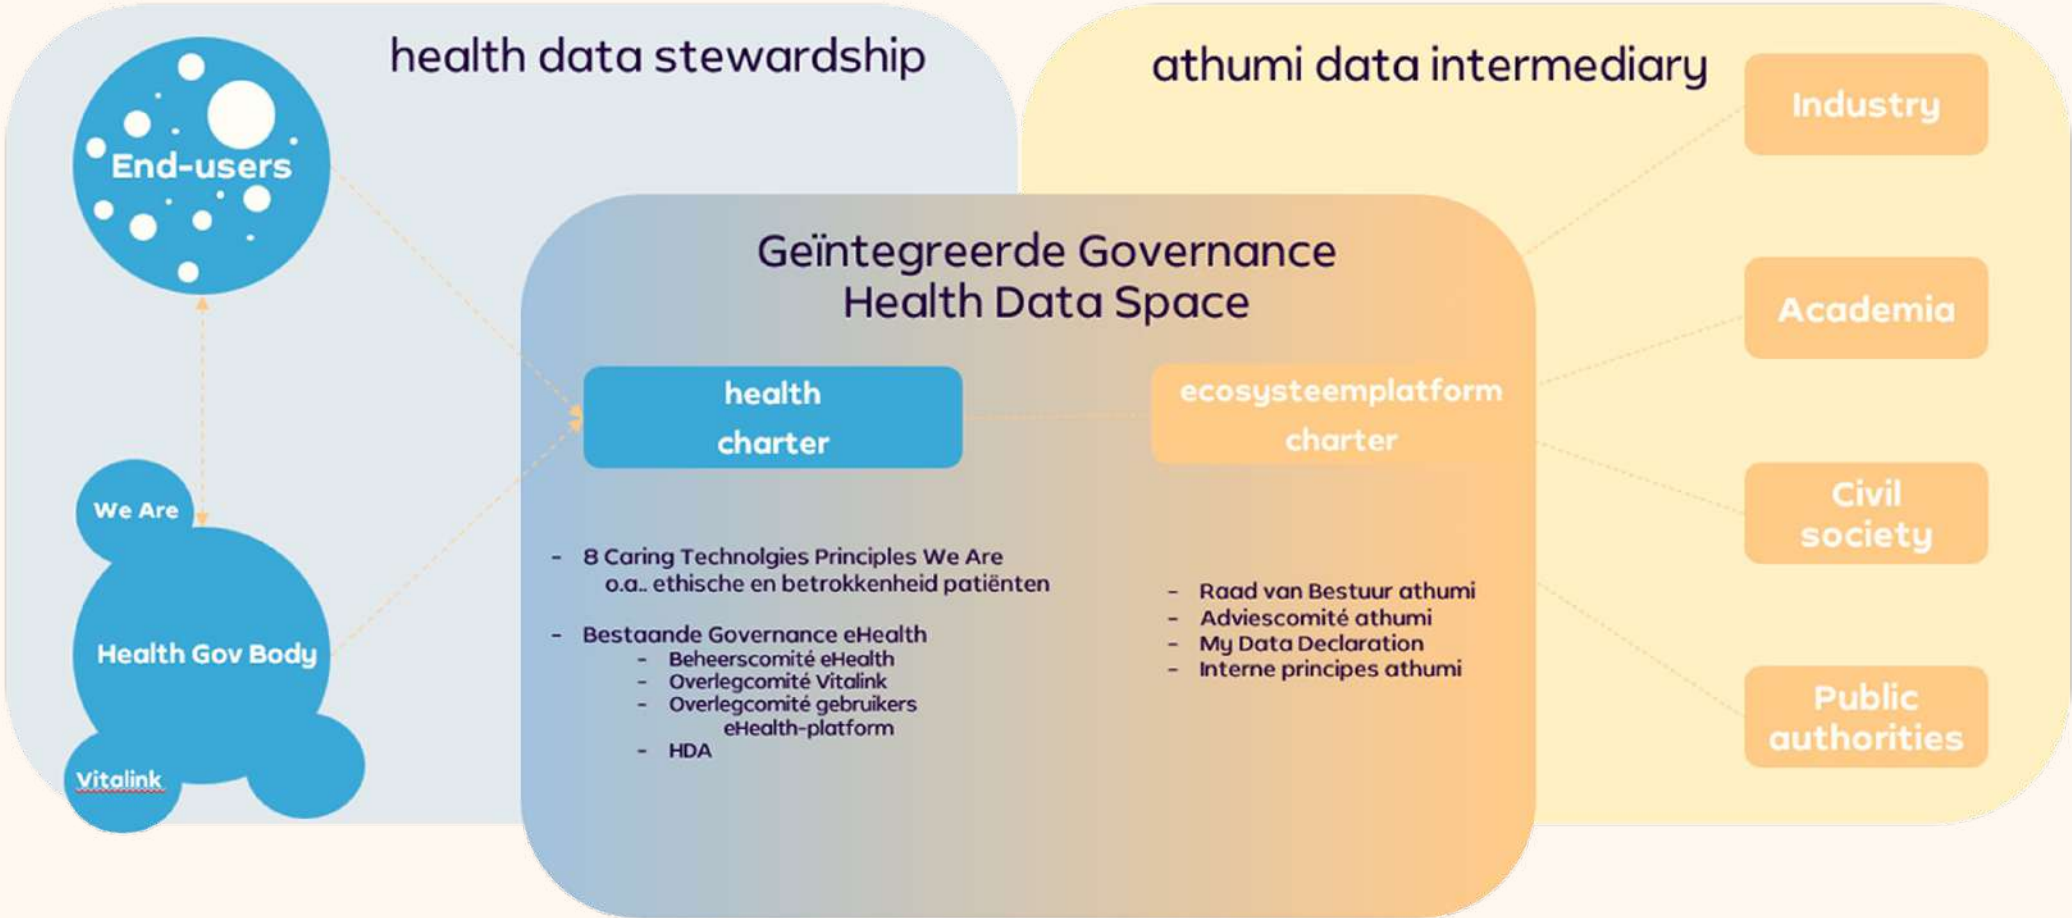 health data stewardship
athumi data intermediary
End-users
We Are
Health Gov Body
Vitalink
Geïntegreerde Governance
Health Data Space
health
charter
ecosysteemplatform
charter
- 8 Caring Technolgies Principles We Are
o.a.. ethische en betrokkenheid patiënten
- Bestaande Governance eHealth
- Beheerscomité eHealth
- Overlegcomité Vitalink
- Overlegcomité gebruikers
eHealth-platform
- HDA
- Raad van Bestuur athumi
- Adviescomité athumi
- My Data Declaration
- Interne principes athumi
Industry
Academia
Civil
society
Public
authorities